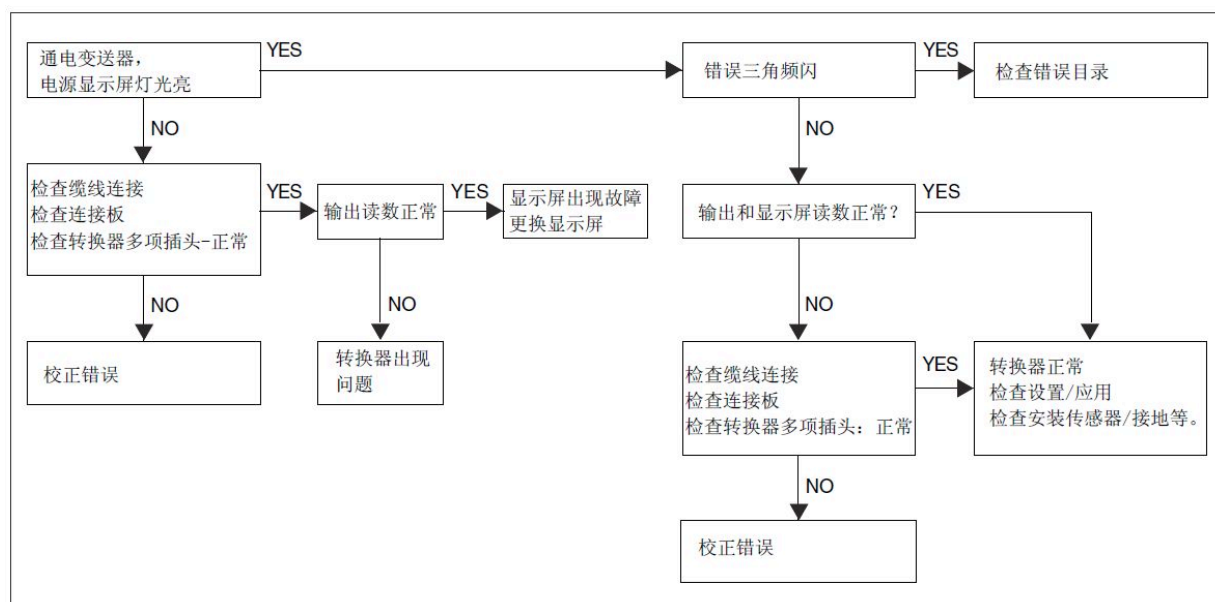 通电变送器，
电源显示屏灯光亮
YES
错误三角频闪
YES
检查错误目录
NO
NO
检查缆线连接
检查连接板
检查转换器多项插头-正常
YES
输出读数正常
YES
显示屏出现故障
更换显示屏
输出和显示屏读数正常？
YES
NO
NO
NO
校正错误
转换器出现
问题
检查缆线连接
检查连接板
检查转换器多项插头：正常
YES
转换器正常
检查设置/应用
检查安装传感器/接地等。
NO
校正错误